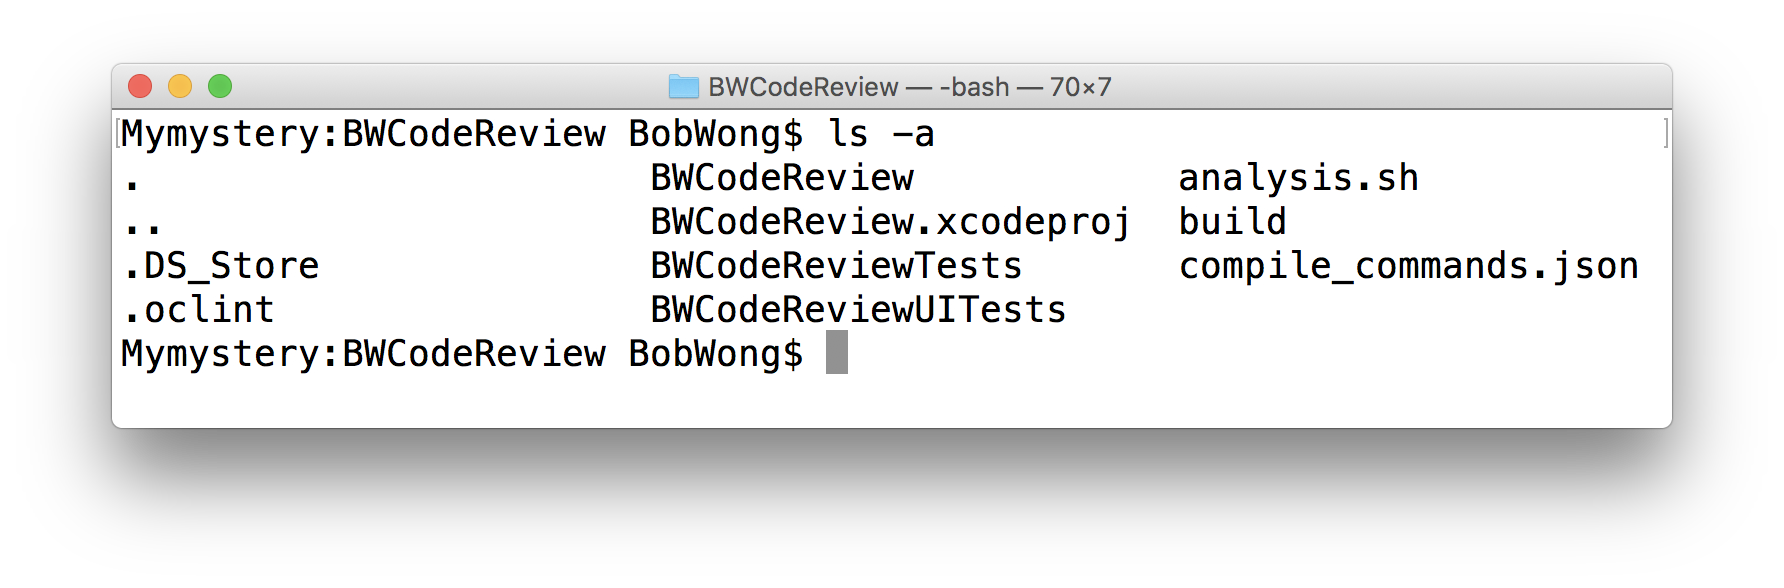 BWCodeReview — -bash — 70×7
Mymystery:BWCodeReview BobWong$ ls -a
. BWCodeReview analysis.sh
.. BWCodeReview.xcodeproj build
.DS_Store BWCodeReviewTests compile_commands.json
.oclint BWCodeReviewUITests
Mymystery:BWCodeReview BobWong$